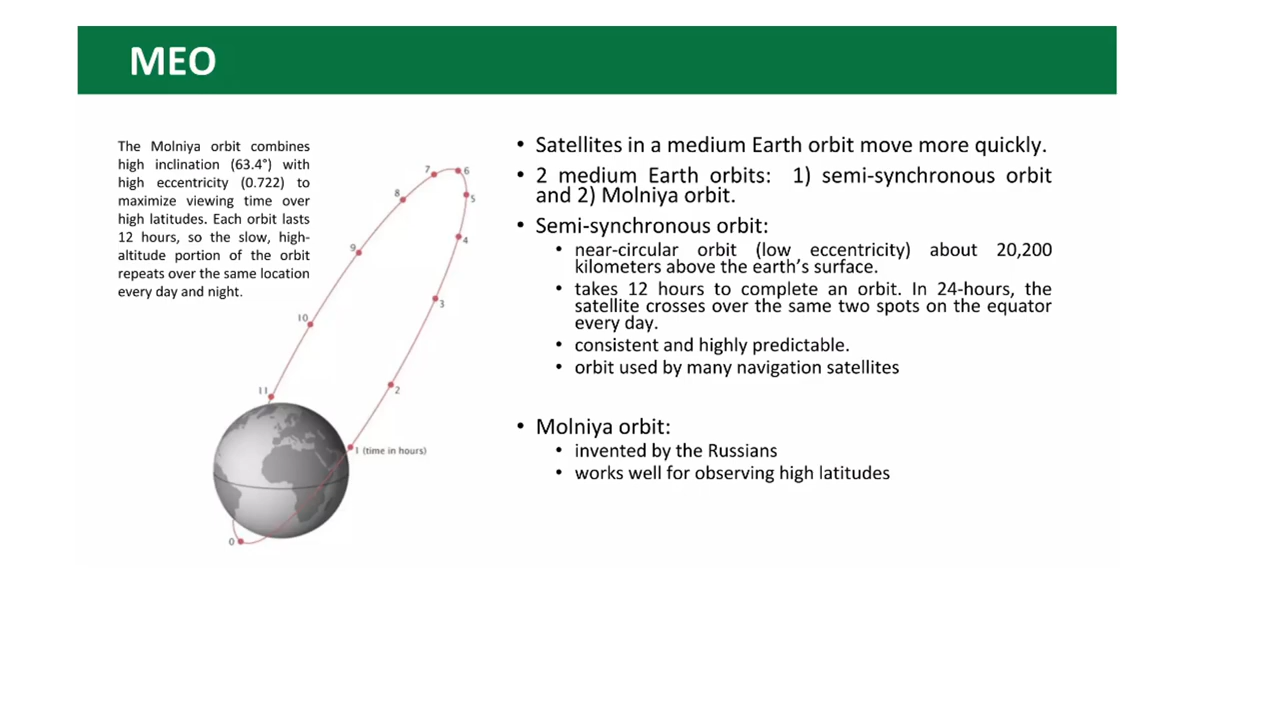 MEO
The Molniya orbit combines
high inclination (63.4°) with
high eccentricity (0.722) to
maximize viewing time over
high latitudes. Each orbit lasts
12 hours, so the slow, high-
altitude portion of the orbit
repeats over the same location
every day and night.
7
6
8
5
4
9
3
10
11
2
1 (time in hours)
0
• Satellites in a medium Earth orbit move more quickly.
• 2 medium Earth orbits: 1) semi-synchronous orbit
and 2) Molniya orbit.
• Semi-synchronous orbit:
• near-circular orbit (low eccentricity) about 20,200
kilometers above the earth's surface.
• takes 12 hours to complete an orbit. In 24-hours, the
satellite crosses over the same two spots on the equator
every day.
• consistent and highly predictable.
• orbit used by many navigation satellites
• Molniya orbit:
• invented by the Russians
• works well for observing high latitudes